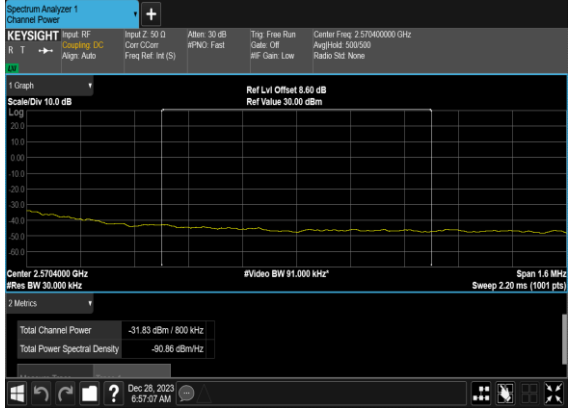 Spectrum Analyzer 1
Channel Power
+
KEYSIGHT Input: RF Input Z: 50 Ω Atten: 30 dB Trig: Free Run Center Freq: 2.570400000 GHz
R T Coupling: DC Corr CCorr #PNO: Fast Gate: Off Avg|Hold: 500/500
Align: Auto Freq Ref: Int (S) #IF Gain: Low Radio Std: None
1 Graph
Ref Lvl Offset 8.60 dB
Scale/Div 10.0 dB Ref Value 30.00 dBm
Log
20.0
10.0
0.00
-10.0
-20.0
-30.0
-40.0
-50.0
-60.0
Center 2.5704000 GHz #Video BW 91.000 kHz* Span 1.6 MHz
#Res BW 30.000 kHz Sweep 2.20 ms (1001 pts)
2 Metrics
Total Channel Power -31.83 dBm / 800 kHz
Total Power Spectral Density -90.86 dBm/Hz
? Dec 28, 2023
6:57:07 AM